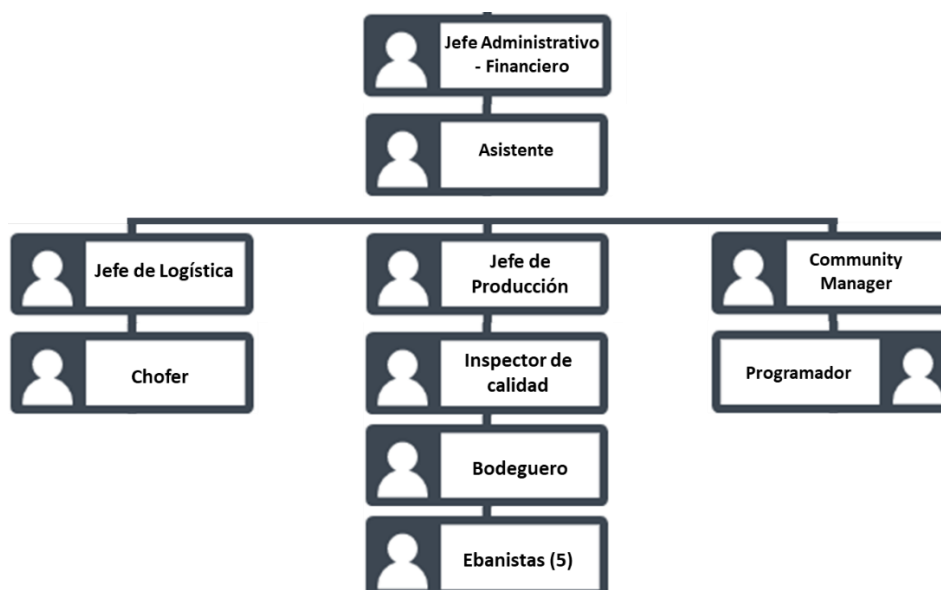 Jefe Administrativo
- Financiero
Asistente
Jefe de Logística
Chofer
Jefe de
Producción
Inspector de
calidad
Bodeguero
Ebanistas (5)
Community
Manager
Programador